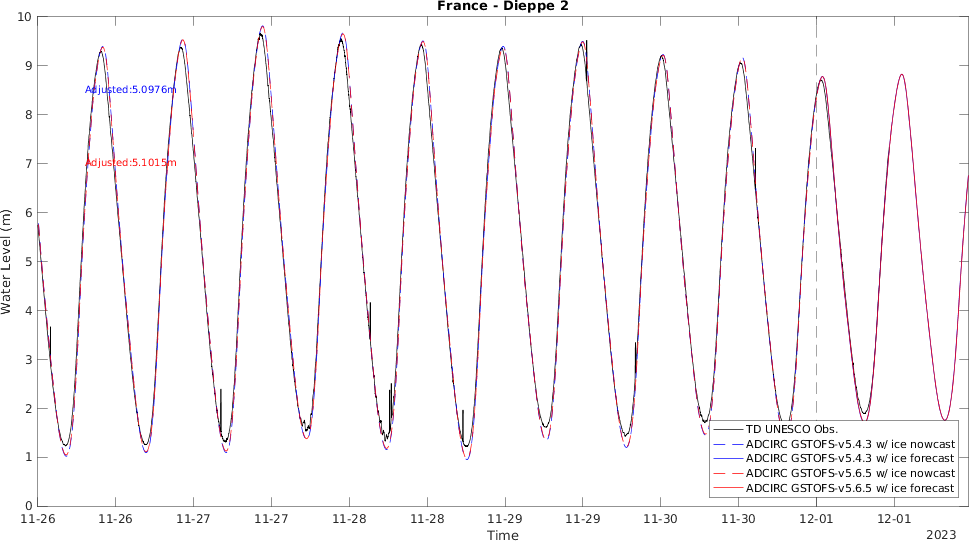 France - Dieppe 2
10
9
8
7
6
5
4
3
2
1
0
Water Level (m)
Adjusted:5.0976m
Adjusted:5.1015m
TD UNESCO Obs.
ADCIRC GSTOFS-v5.4.3 w/ ice nowcast
ADCIRC GSTOFS-v5.4.3 w/ ice forecast
ADCIRC GSTOFS-v5.6.5 w/ ice nowcast
ADCIRC GSTOFS-v5.6.5 w/ ice forecast
11-26 11-26 11-27 11-27 11-28 11-28 11-29 11-29 11-30 11-30 12-01 12-01
Time
2023